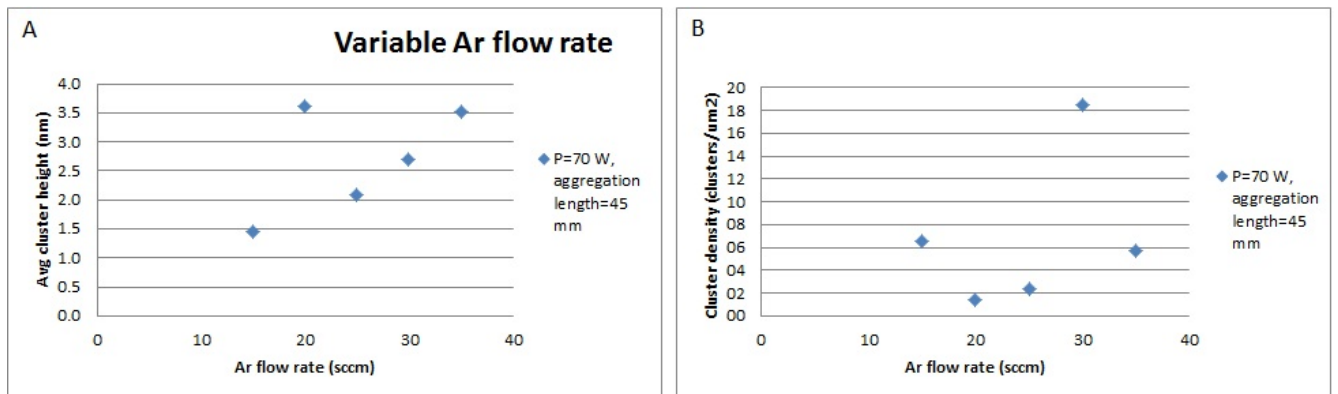 A
Variable Ar flow rate
Avg cluster height (nm)
4.0
3.5
3.0
2.5
2.0
1.5
1.0
0.5
0.0
0 10 20 30 40
Ar flow rate (sccm)
P=70 W,
aggregation
length=45
mm
B
Cluster density (clusters/um2)
20
18
16
14
12
10
08
06
04
02
00
0 10 20 30 40
Ar flow rate (sccm)
P=70 W,
aggregation
length=45
mm